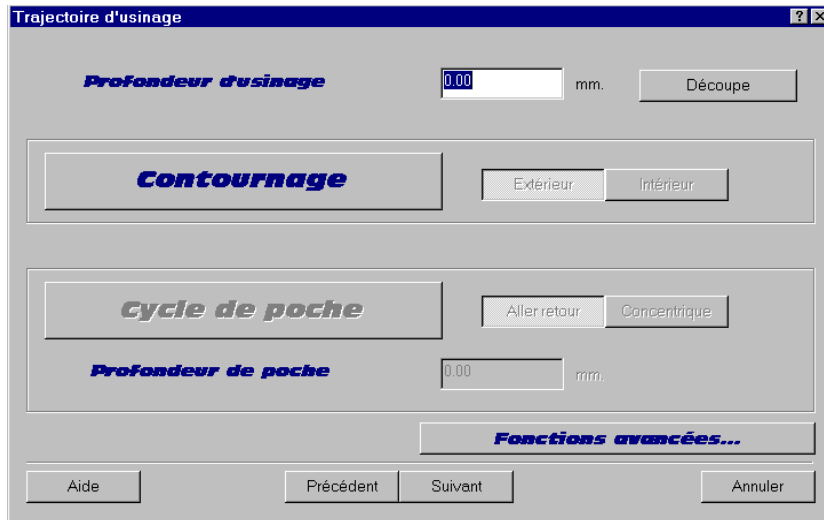 Trajectoire d'usinage ? X
Profondeur d'usinage 0.00 mm. Découpe
Contournage Extérieur Intérieur
Cycle de poche Aller retour Concentrique
Profondeur de poche 0.00 mm.
Fonctions avancées...
Aide Précédent Suivant Annuler